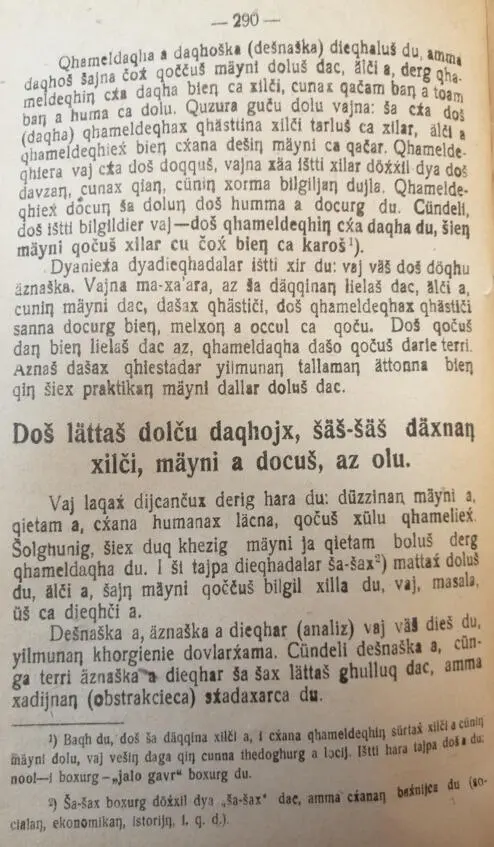 — 290 —
Qhameldaqha a daqhoška (dešnaška) dieqhaluš du, amma
daqhoš šajna čoẋ qoččuš mäyni doluš dac, älči a, derg qha-
meldeqhiŋ cẋa daqha bieŋ ca xilči, cunax qačam baŋ a toam
baŋ a huma ca dolu. Quzura guču dolu vajna: ša cẋa doš
(daqha) qhameldeqhax qhästiina xilči tarluš ca xilar, älči a
qhameldeqhieẋ bieŋ cẋana dešiŋ mäyni ca qačar. Qhamelde-
qhiera vaj cẋa doš doqquš, vajna xäa ištti xilar döẋxil dya doš
davzaŋ, cunax qiaŋ, cüniŋ xorma bilgiljaŋ dujla. Qhamelde-
qhieẋ docuŋ ša doluŋ doš humma a docurg du. Cündeli,
doš ištti bilgildier vaj—doš qhameldeqhiŋ cẋa daqha du, šieŋ
mäyni qočuš xilar cu čoẋ bieŋ ca karoš¹).
Dyanieẋa dyadieqhadalar ištti xir du: vaj väš doš döqhu
äznaška. Vajna ma-xa'ara, az ša däqqinaŋ lielaš dac, älči a,
cuniŋ mäyni dac, dašax qhästiči, doš qhameldeqhax qhästiči
sanna docurg bieŋ, melxon a occul ca qoču. Doš qočuš
daŋ bien lielaš dac az, qhameldaqha dašo qočuš darie terri.
Aznaš dašax qhiestadar yilmunaŋ tallaman ättonna bieŋ
qiŋ šiex praktikaŋ mäyni dallar doluš dac.
Doš lättaš dolču daqhojx, šäš-šäš däxnaŋ
xilči, mäyni a docuš, az olu.
Vaj laqaẋ dijcančux derig hara du: düzzinaŋ mäyni a,
qietam a, cẋana humanax läcna, qočuš xülu qhamelieẋ.
Šolghunig, šiex duq khezig mäyni ja qietam boluš derg
qhameldaqha du. I ši tajpa dieqhadalar ša-šax²) mattaẋ doluš
du, älči a, šajŋ mäyni qoččuš bilgil xilla du, vaj, masala,
üš ca dieqhči a.
Dešnaška a, äznaška a dieqhar (analiz) vaj väš dieš du,
yilmunaŋ khorgienie dovlarẋama. Cündeli dešnaška a, cün-
ga terri äznaška a dieqhar ša šax lättaš ghulluq dac, amma
xadijnaŋ (obstrakcieca) sẋadaxarca du.
¹) Baqh du, doš ša däqqina xilči a, i cẋana qhameldeqhiŋ sürtaẋ xilči a cüniŋ
mäyni dolu, vaj vešiŋ daga qiŋ cunna thedoghurg a locij. Ištti hara tajpa doš a du:
nool—i boxurg—„jalo gavr“ boxurg du.
²) Ša-šax boxurg döẋxil dya „ša-šax“ dac, amma cẋanaŋ baẋnijca du (so-
cialaŋ, ekonomikaŋ, istorijŋ, i. q. d.).